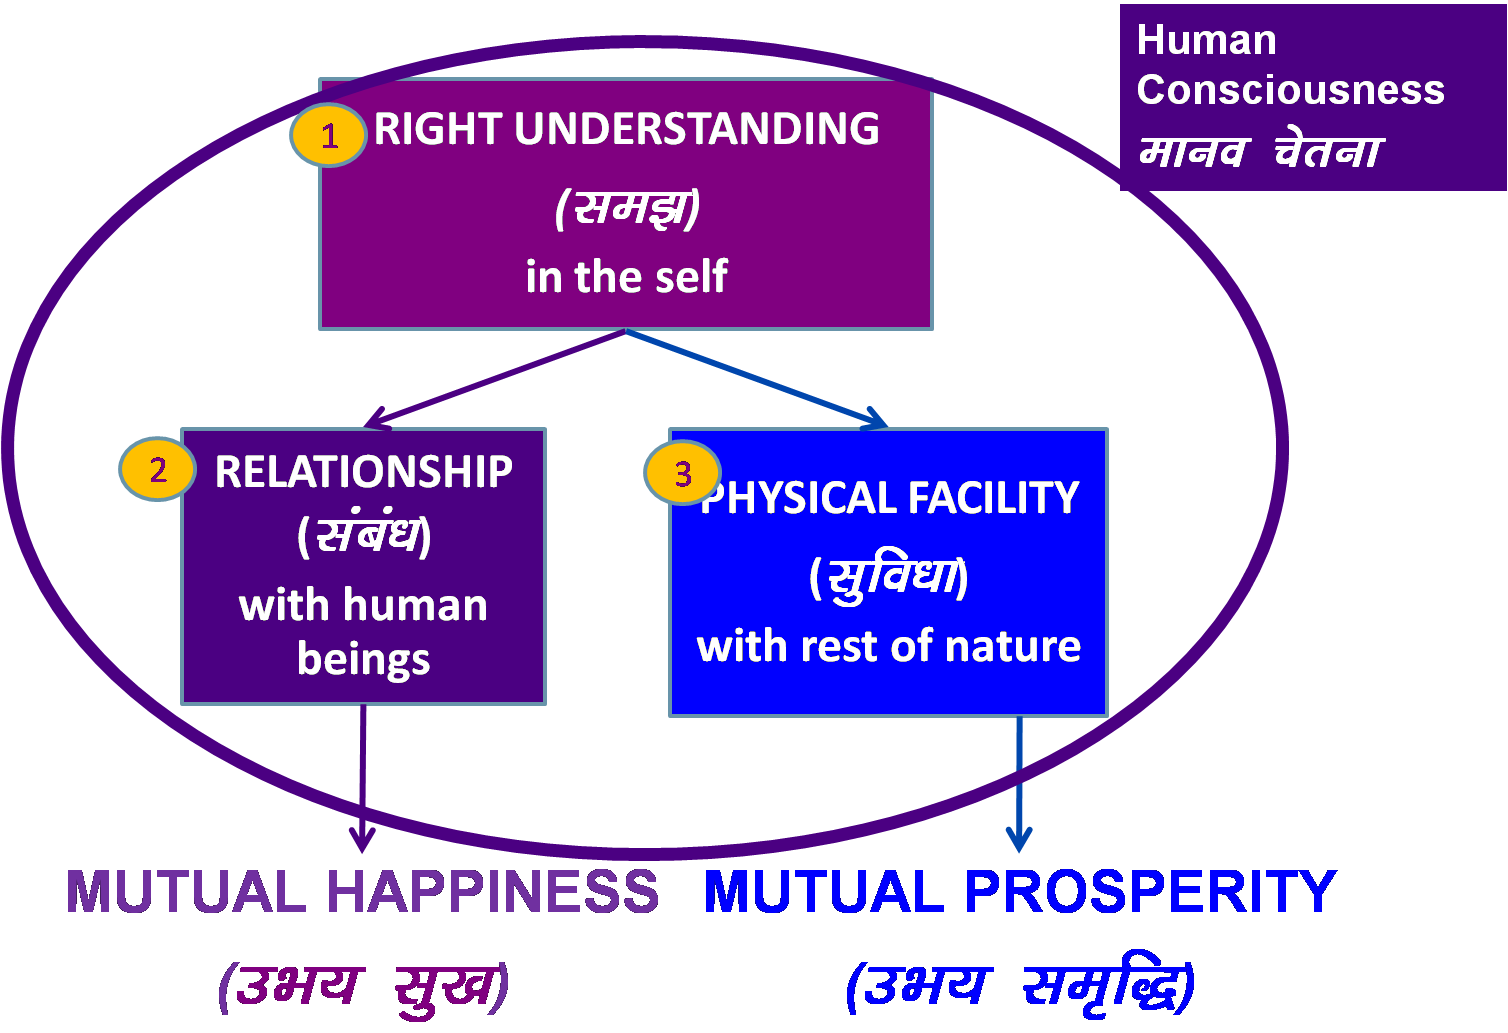 Human
Consciousness
मानव चेतना
1
RIGHT UNDERSTANDING
(समझ)
in the self
2
RELATIONSHIP
(संबंध)
with human
beings
3
PHYSICAL FACILITY
(सुविधा)
with rest of nature
MUTUAL HAPPINESS
(उभय सुख)
MUTUAL PROSPERITY
(उभय समृद्धि)